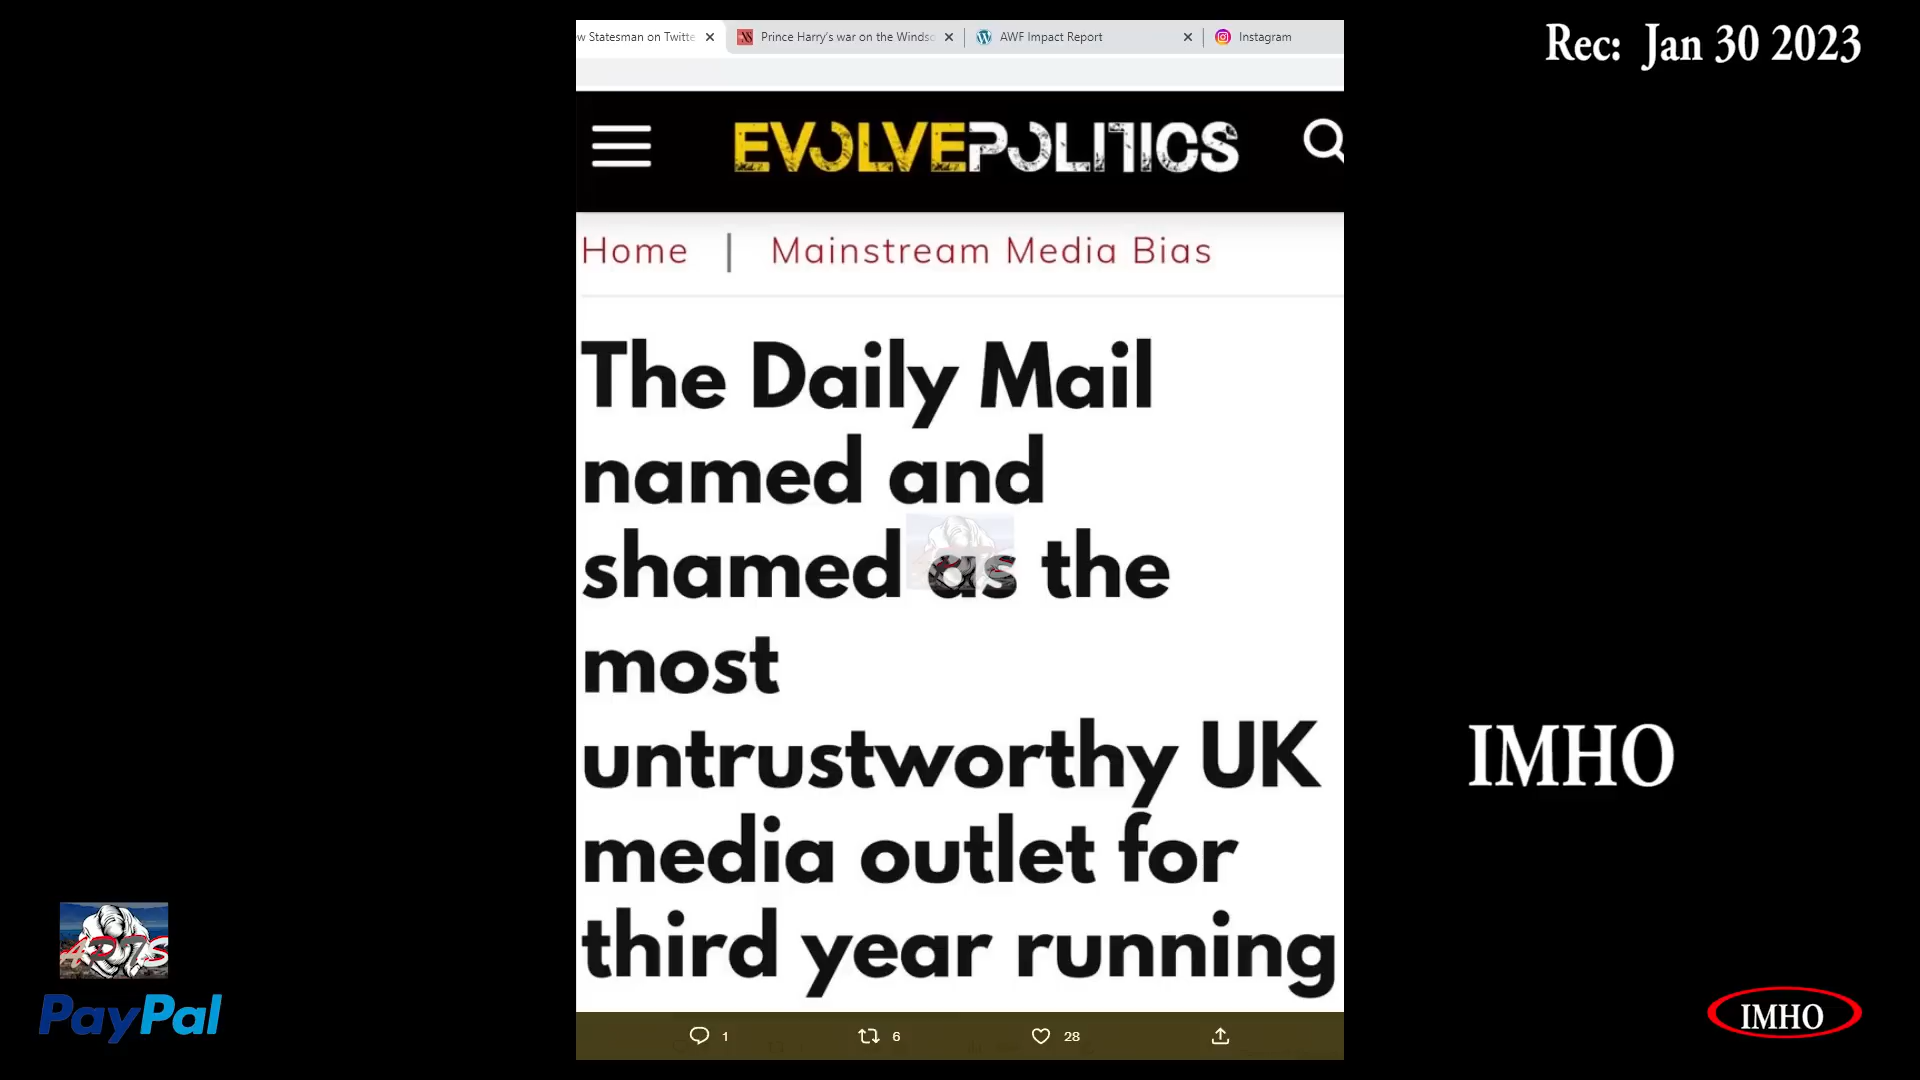 ew Statesman on Twitte
Prince Harry's war on the Windso
AWF Impact Report
Instagram
Rec: Jan 30 2023
EVOLVEPOLITICS
Home | Mainstream Media Bias
The Daily Mail
named and
shamed as the
most
untrustworthy UK
media outlet for
third year running
IMHO
PayPal
IMHO
1
6
28